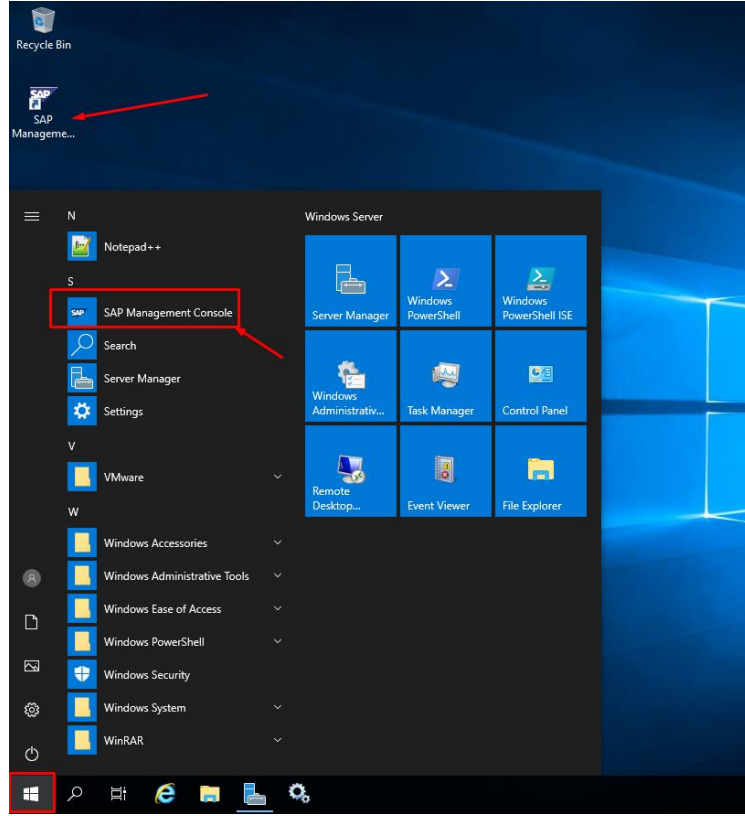 Recycle Bin
SAP
SAP
Manageme...
N
Notepad++
S
SAP
SAP Management Console
Search
Server Manager
Settings
V
VMware
W
Windows Accessories
Windows Administrative Tools
Windows Ease of Access
Windows PowerShell
Windows Security
Windows System
WinRAR
Windows Server
Server Manager
Windows
PowerShell
Windows
PowerShell ISE
Windows
Administrativ...
Task Manager
Control Panel
Remote
Desktop...
Event Viewer
File Explorer